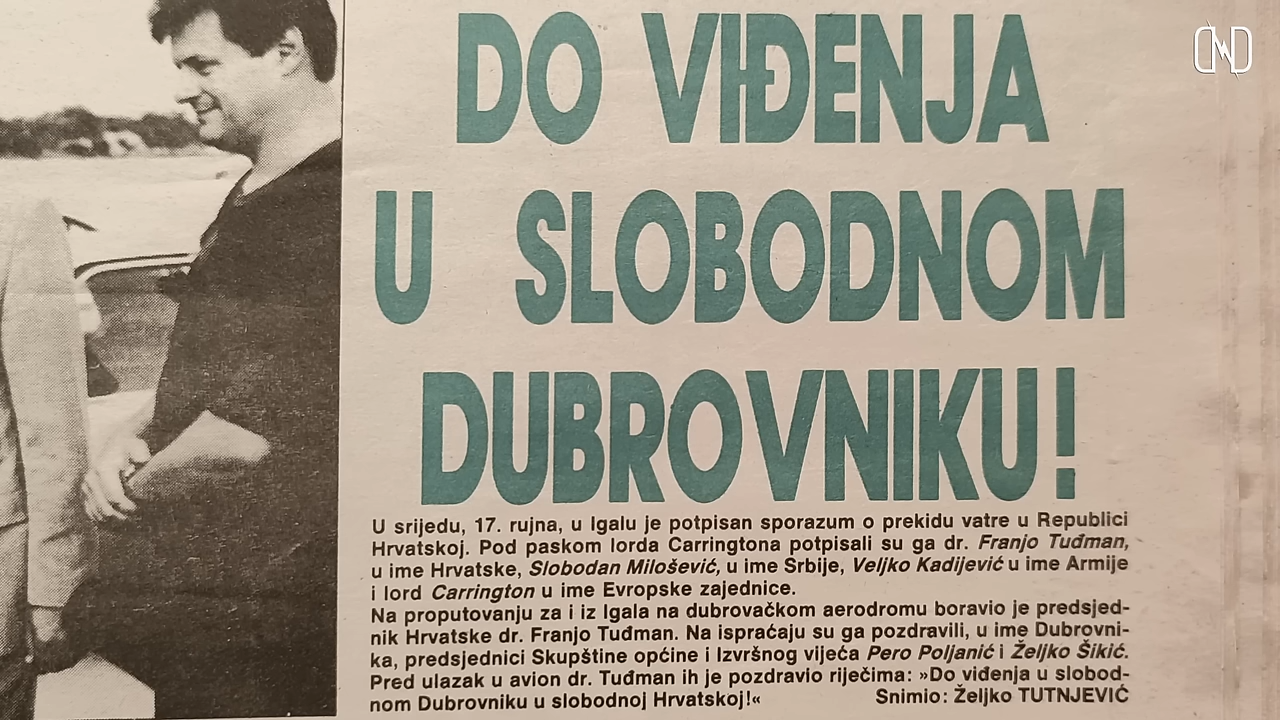 DO VIĐENJA
U SLOBODNOM
DUBROVNIKU!
U srijedu, 17. rujna, u Igalu je potpisan sporazum o prekidu vatre u Republici
Hrvatskoj. Pod paskom lorda Carringtona potpisali su ga dr. Franjo Tuđman,
u ime Hrvatske, Slobodan Milošević, u ime Srbije, Veljko Kadijević u ime Armije
i lord Carrington u ime Evropske zajednice.
Na proputovanju za i iz Igala na dubrovačkom aerodromu boravio je predsjed-
nik Hrvatske dr. Franjo Tuđman. Na ispraćaju su ga pozdravili, u ime Dubrovni-
ka, predsjednici Skupštine općine i Izvršnog vijeća Pero Poljanić i Željko Šikić.
Pred ulazak u avion dr. Tuđman ih je pozdravio riječima: »Do viđenja u slobod-
nom Dubrovniku u slobodnoj Hrvatskoj!« Snimio: Željko TUTNJEVIĆ